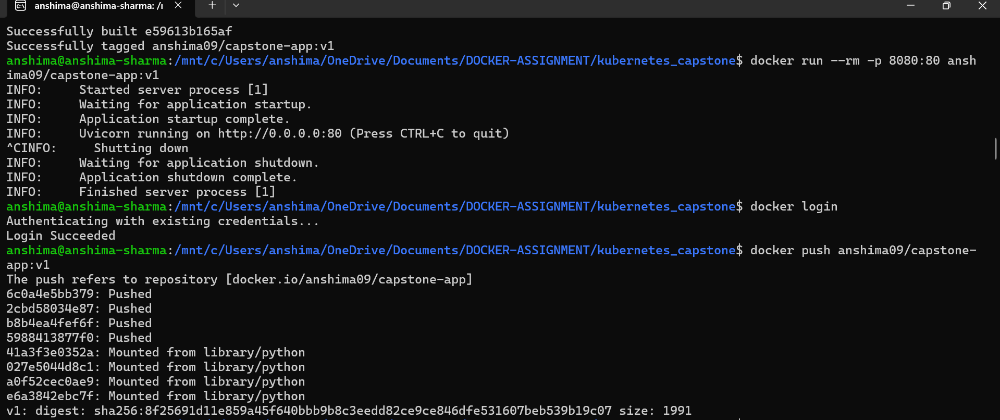 anshima@anshima-sharma: /
Successfully built e59613b165af
Successfully tagged anshima09/capstone-app:v1
anshima@anshima-sharma:/mnt/c/Users/anshima/OneDrive/Documents/DOCKER-ASSIGNMENT/kubernetes_capstone$ docker run --rm -p 8080:80 ansh
ima09/capstone-app:v1
INFO:     Started server process [1]
INFO:     Waiting for application startup.
INFO:     Application startup complete.
INFO:     Uvicorn running on http://0.0.0.0:80 (Press CTRL+C to quit)
^CINFO:     Shutting down
INFO:     Waiting for application shutdown.
INFO:     Application shutdown complete.
INFO:     Finished server process [1]
anshima@anshima-sharma:/mnt/c/Users/anshima/OneDrive/Documents/DOCKER-ASSIGNMENT/kubernetes_capstone$ docker login
Authenticating with existing credentials...
Login Succeeded
anshima@anshima-sharma:/mnt/c/Users/anshima/OneDrive/Documents/DOCKER-ASSIGNMENT/kubernetes_capstone$ docker push anshima09/capstone-
app:v1
The push refers to repository [docker.io/anshima09/capstone-app]
6c0a4e5bb379: Pushed
2cbd58034e87: Pushed
b8b4ea4fef6f: Pushed
5988413877f0: Pushed
41a3f3e0352a: Mounted from library/python
027e5044d8c1: Mounted from library/python
a0f52cec0ae9: Mounted from library/python
e6a3842ebc7f: Mounted from library/python
v1: digest: sha256:8f25691d11e859a45f640bbb9b8c3eedd82ce9ce846dfe531607beb539b19c07 size: 1991